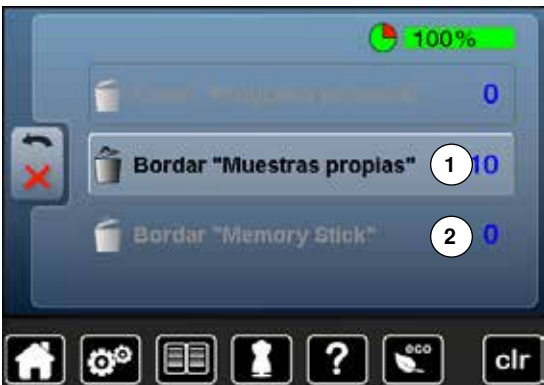 100%
0
Bordar "Muestras propias" 1 10
Bordar "Memory Stick" 2 0
? eco clr